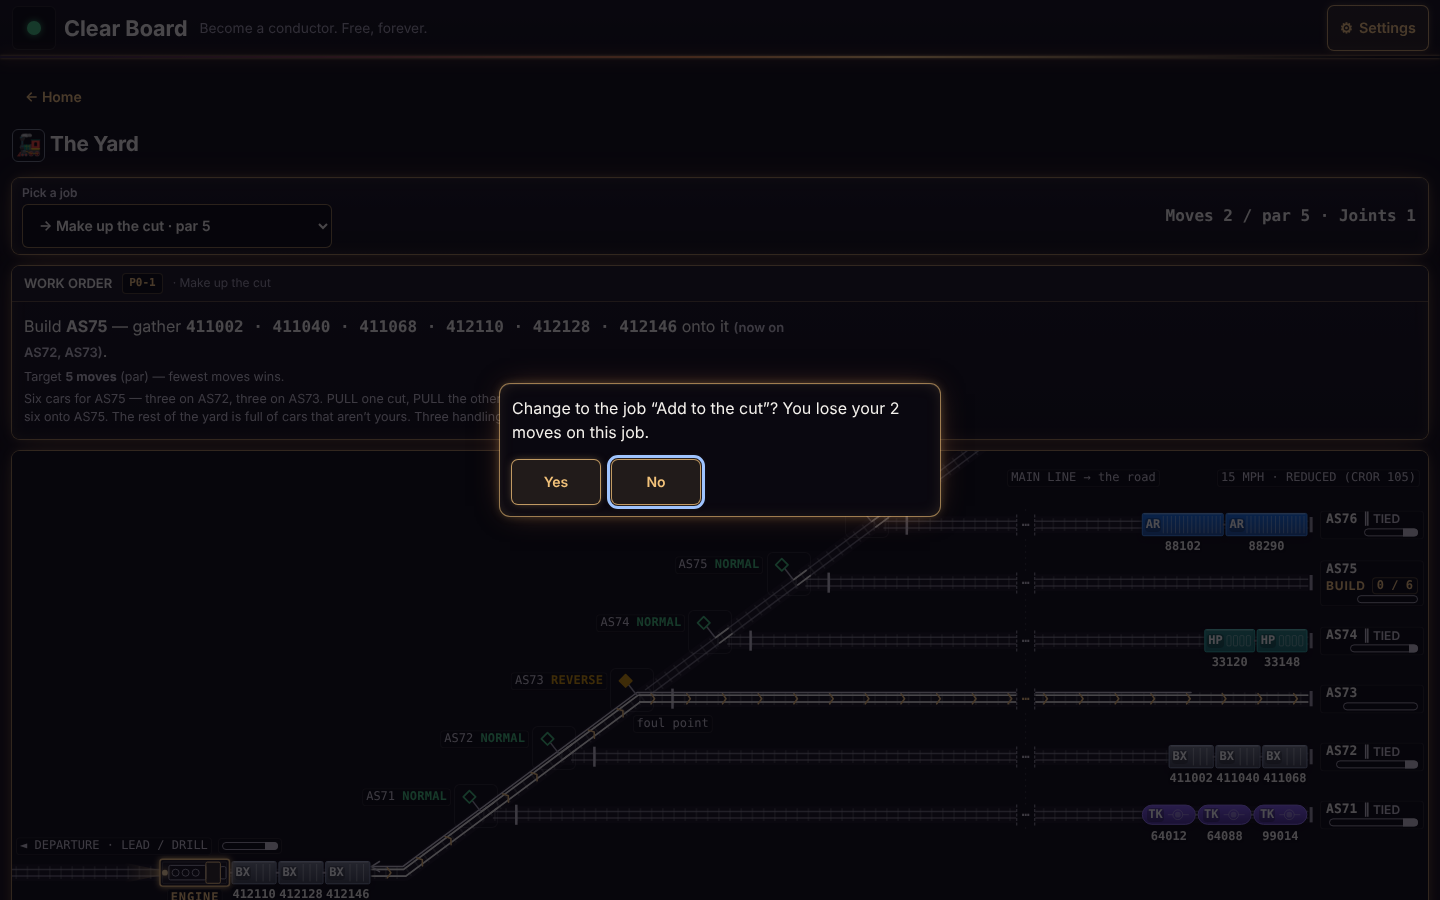 Clear Board Become a conductor. Free, forever.
⚙ Settings
← Home
The Yard
Pick a job
→ Make up the cut · par 5
Moves 2 / par 5 · Joints 1
WORK ORDER P0-1 · Make up the cut
Build AS75 — gather 411002 · 411040 · 411068 · 412110 · 412128 · 412146 onto it (now on
AS72, AS73).
Target 5 moves (par) — fewest moves wins.
Six cars for AS75 — three on AS72, three on AS73. PULL one cut, PULL the other
six onto AS75. The rest of the yard is full of cars that aren't yours. Three handling
Change to the job “Add to the cut”? You lose your 2
moves on this job.
Yes No
MAIN LINE → the road 15 MPH · REDUCED (CROR 105)
AR AR AS76 TIED
88102 88290
AS75 NORMAL
AS75
BUILD 0 / 6
AS74 NORMAL
HP HP AS74 TIED
33120 33148
AS73 REVERSE
AS73
foul point
AS72 NORMAL
BX BX BX AS72 TIED
411002 411040 411068
AS71 NORMAL
TK TK TK AS71 TIED
64012 64088 99014
◄ DEPARTURE · LEAD / DRILL
BX BX BX
ENGINE 412110 412128 412146